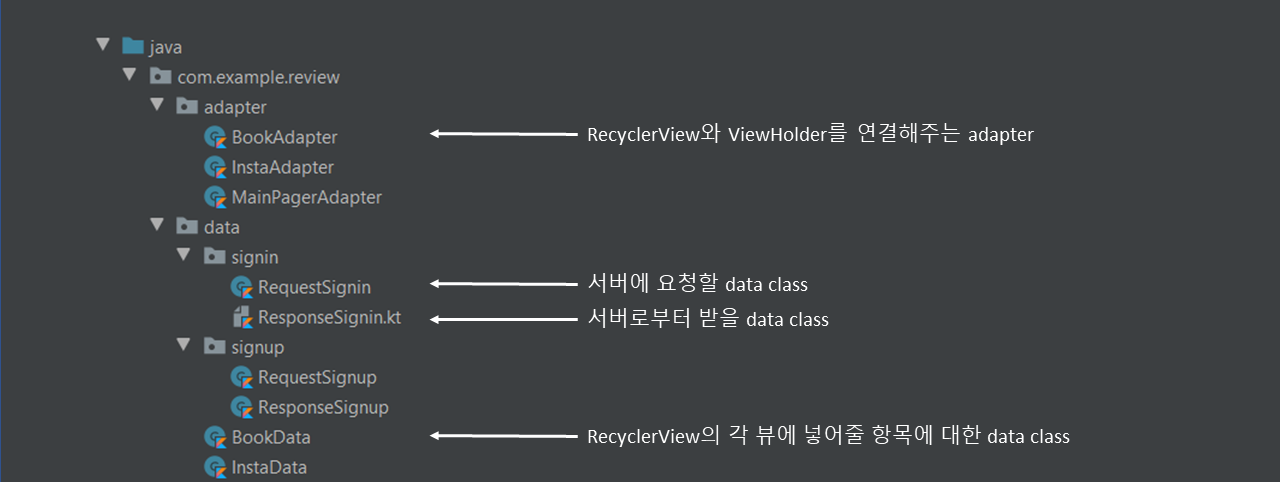 java
com.example.review
adapter
BookAdapter
RecyclerView와 ViewHolder를 연결해주는 adapter
InstaAdapter
MainPagerAdapter
data
signin
RequestSignin
서버에 요청할 data class
ResponseSignin.kt
서버로부터 받을 data class
signup
RequestSignup
ResponseSignup
BookData
RecyclerView의 각 뷰에 넣어줄 항목에 대한 data class
InstaData